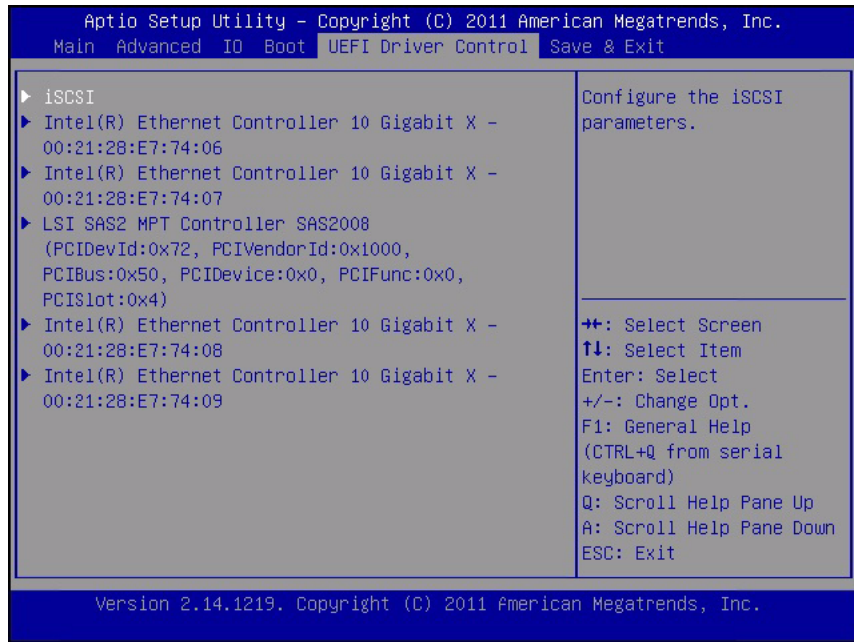 Aptio Setup Utility – Copyright (C) 2011 American Megatrends, Inc.
Main Advanced IO Boot UEFI Driver Control Save & Exit
▶ iSCSI
▶ Intel(R) Ethernet Controller 10 Gigabit X –
00:21:28:E7:74:06
▶ Intel(R) Ethernet Controller 10 Gigabit X –
00:21:28:E7:74:07
▶ LSI SAS2 MPT Controller SAS2008
(PCIDevId:0x72, PCIVendorId:0x1000,
PCIBus:0x50, PCIDevice:0x0, PCIFunc:0x0,
PCISlot:0x4)
▶ Intel(R) Ethernet Controller 10 Gigabit X –
00:21:28:E7:74:08
▶ Intel(R) Ethernet Controller 10 Gigabit X –
00:21:28:E7:74:09
Configure the iSCSI
parameters.
→←: Select Screen
↑↓: Select Item
Enter: Select
+/-: Change Opt.
F1: General Help
(CTRL+Q from serial
keyboard)
Q: Scroll Help Pane Up
A: Scroll Help Pane Down
ESC: Exit
Version 2.14.1219. Copyright (C) 2011 American Megatrends, Inc.